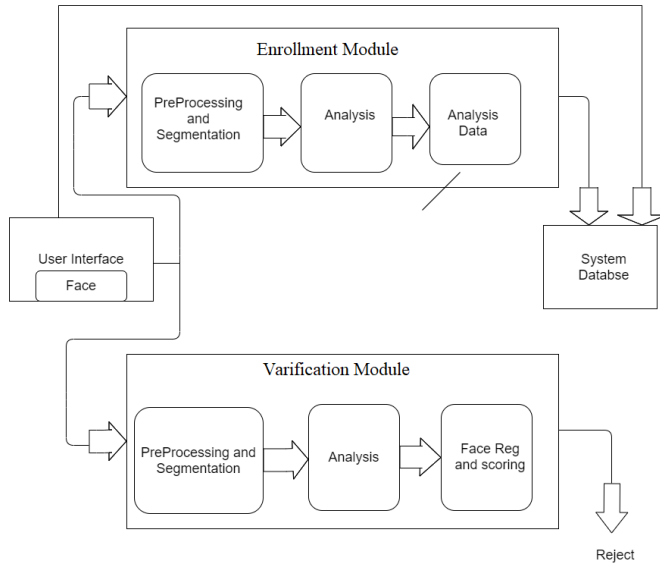 Enrollment Module
PreProcessing
and
Segmentation
Analysis
Analysis
Data
User Interface
Face
System
Databse
Varification Module
PreProcessing and
Segmentation
Analysis
Face Reg
and scoring
Reject